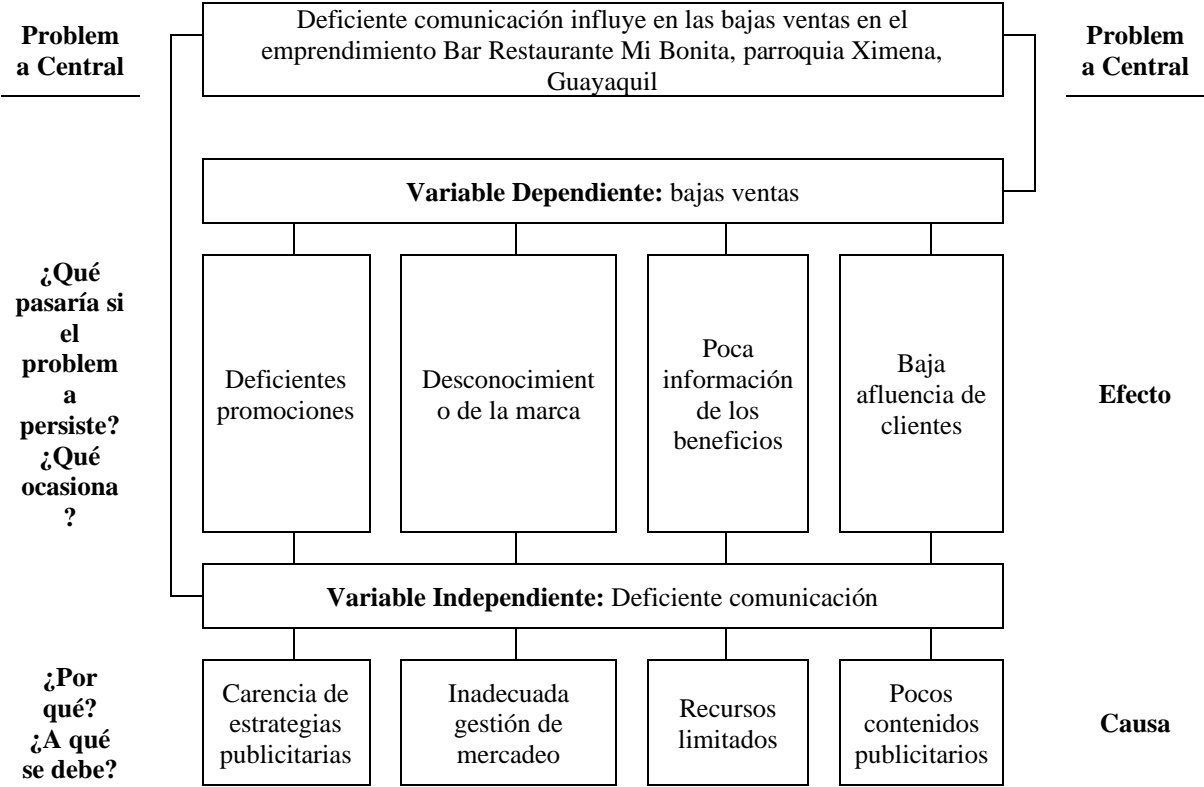 Problem
a Central
Deficiente comunicación influye en las bajas ventas en el
emprendimiento Bar Restaurante Mi Bonita, parroquia Ximena,
Guayaquil
Problem
a Central
Variable Dependiente: bajas ventas
¿Qué
pasaría si
el
problem
a
persiste?
¿Qué
ocasiona
?
Deficientes
promociones
Desconocimient
o de la marca
Poca
información
de los
beneficios
Baja
afluencia de
clientes
Efecto
Variable Independiente: Deficiente comunicación
¿Por
qué?
¿A qué
se debe?
Carencia de
estrategias
publicitarias
Inadecuada
gestión de
mercadeo
Recursos
limitados
Pocos
contenidos
publicitarios
Causa